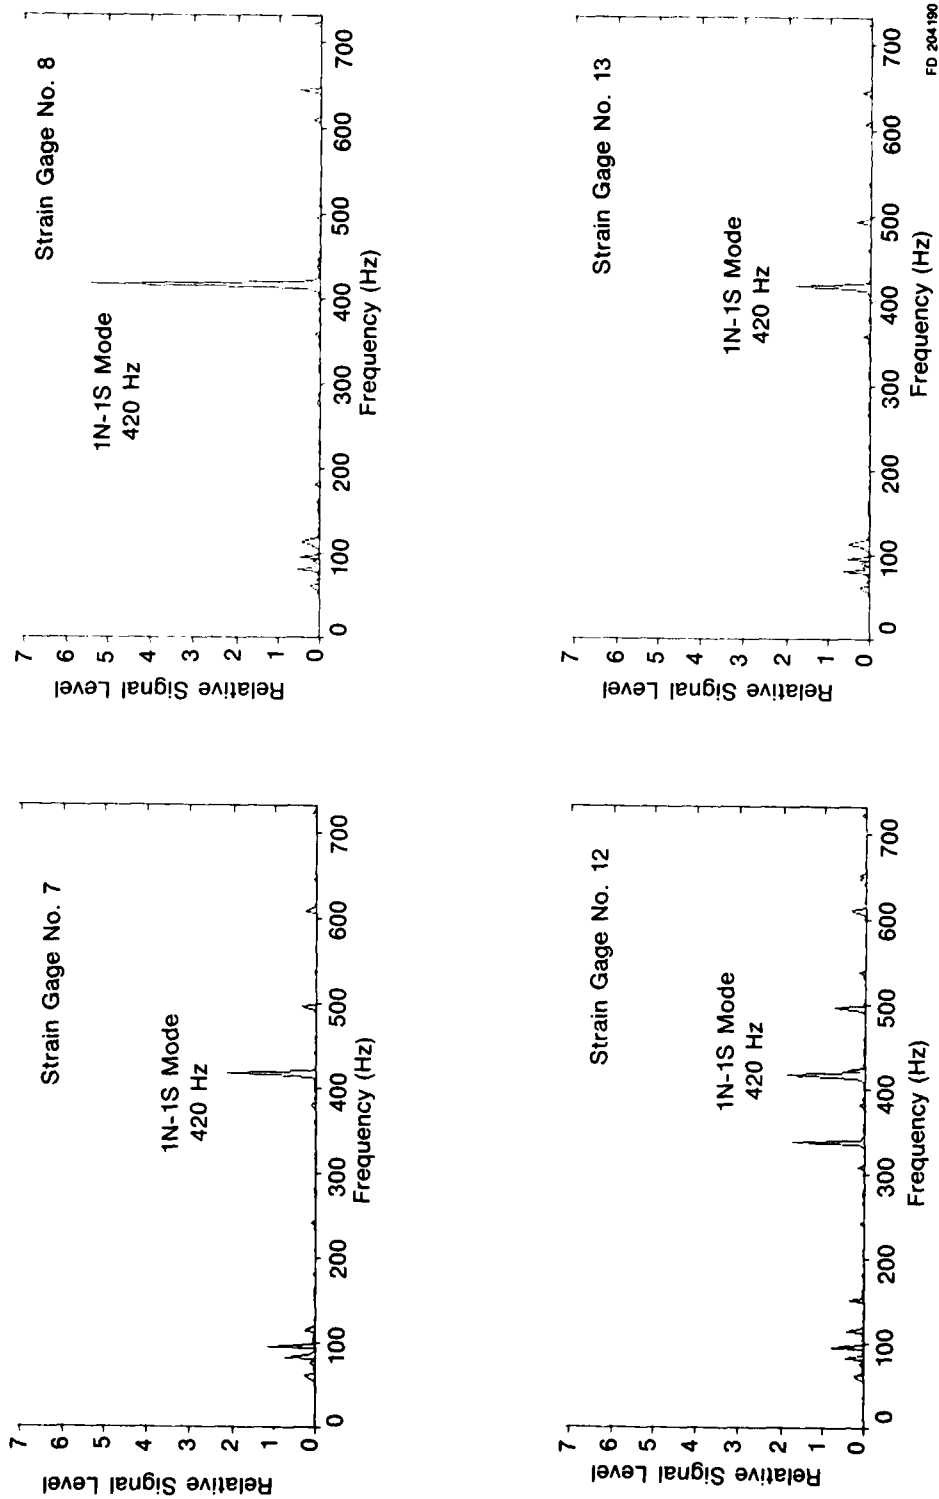 Strain Gage No. 7
1N-1S Mode
420 Hz
Relative Signal Level
7
6
5
4
3
2
1
0
0 100 200 300 400 500 600 700
Frequency (Hz)
Strain Gage No. 8
1N-1S Mode
420 Hz
Relative Signal Level
7
6
5
4
3
2
1
0
0 100 200 300 400 500 600 700
Frequency (Hz)
Strain Gage No. 12
1N-1S Mode
420 Hz
Relative Signal Level
7
6
5
4
3
2
1
0
0 100 200 300 400 500 600 700
Frequency (Hz)
Strain Gage No. 13
1N-1S Mode
420 Hz
Relative Signal Level
7
6
5
4
3
2
1
0
0 100 200 300 400 500 600 700
Frequency (Hz)
FD 204190